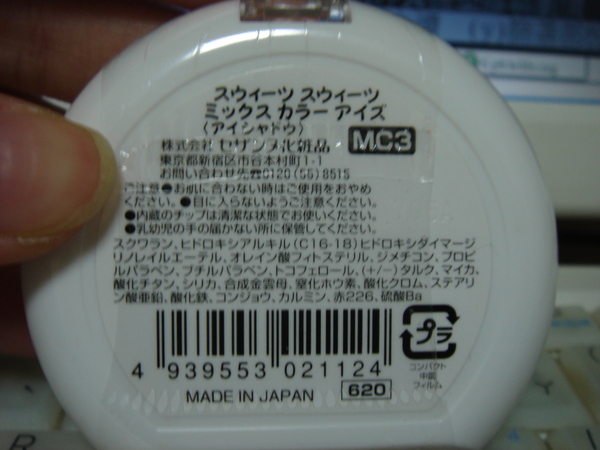 スウィーツ スウィーツ
ミックス カラー アイズ
(アイシャドウ)
MC3
株式会社 セザンヌ化粧品
東京都新宿区市谷本村町1-1
お問い合わせ先 0120(55)8515
ご注意●お肌に合わない時はご使用をおやめ
ください。●目に入らないようご注意ください。
●内蔵のチップは清潔な状態でお使いください。
●乳幼児の手の届かない所に保管してください。
スクワラン、ヒドロキシアルキル(C16-18)ヒドロキシダイマージ
リノレイルエーテル、オレイン酸フィトステリル、ジメチコン、プロピ
ルパラベン、ブチルパラベン、トコフェロール、(+/-)タルク、マイカ、
酸化チタン、シリカ、合成金雲母、窒化ホウ素、酸化クロム、ステアリ
ン酸亜鉛、酸化鉄、コンジョウ、カルミン、赤226、硫酸Ba
4 939553 021124
プラ
コンパクト
中皿
フィルム
MADE IN JAPAN
620
R